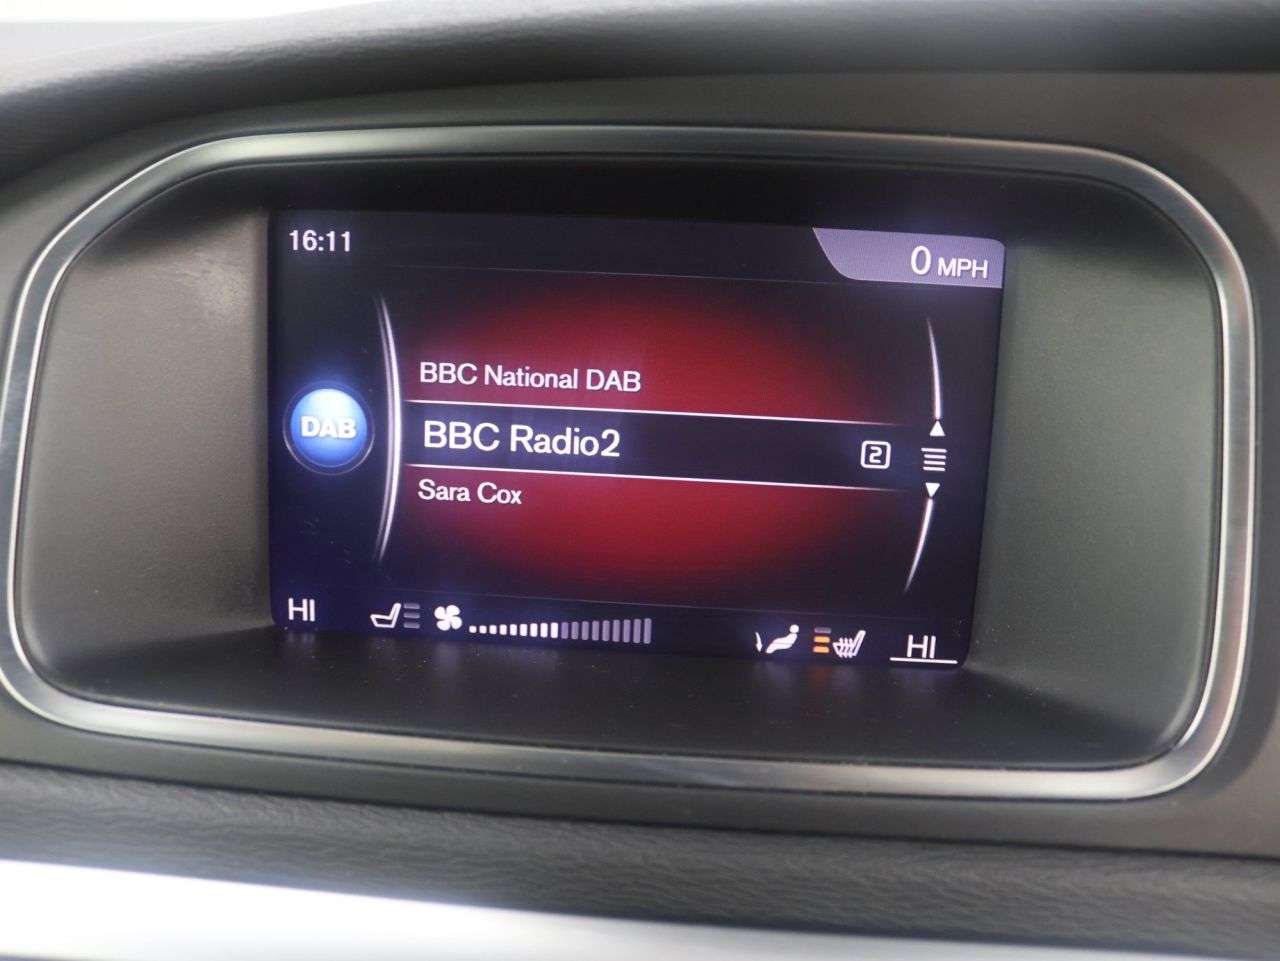 16:11
0 MPH
BBC National DAB
DAB
BBC Radio2
2
Sara Cox
HI
HI